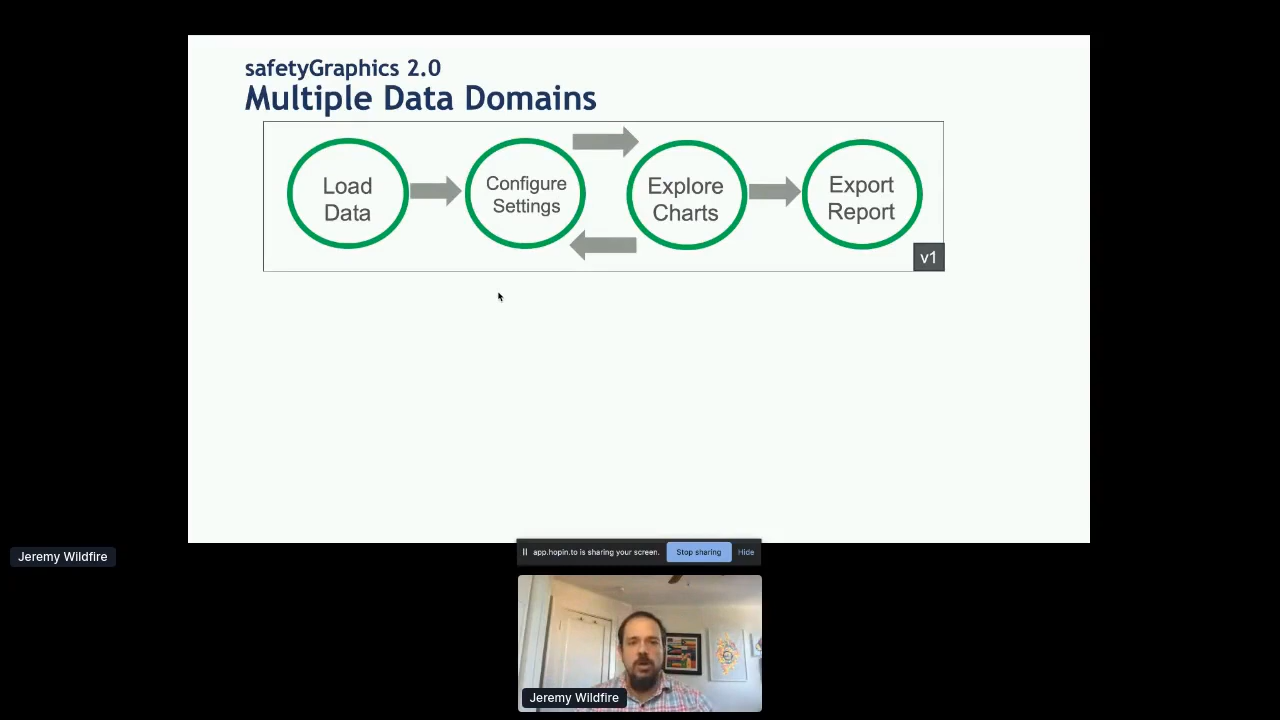 safetyGraphics 2.0
Multiple Data Domains
Load
Data
Configure
Settings
Explore
Charts
Export
Report
v1
Jeremy Wildfire
app.hopin.to is sharing your screen.
Stop sharing
Hide
Jeremy Wildfire